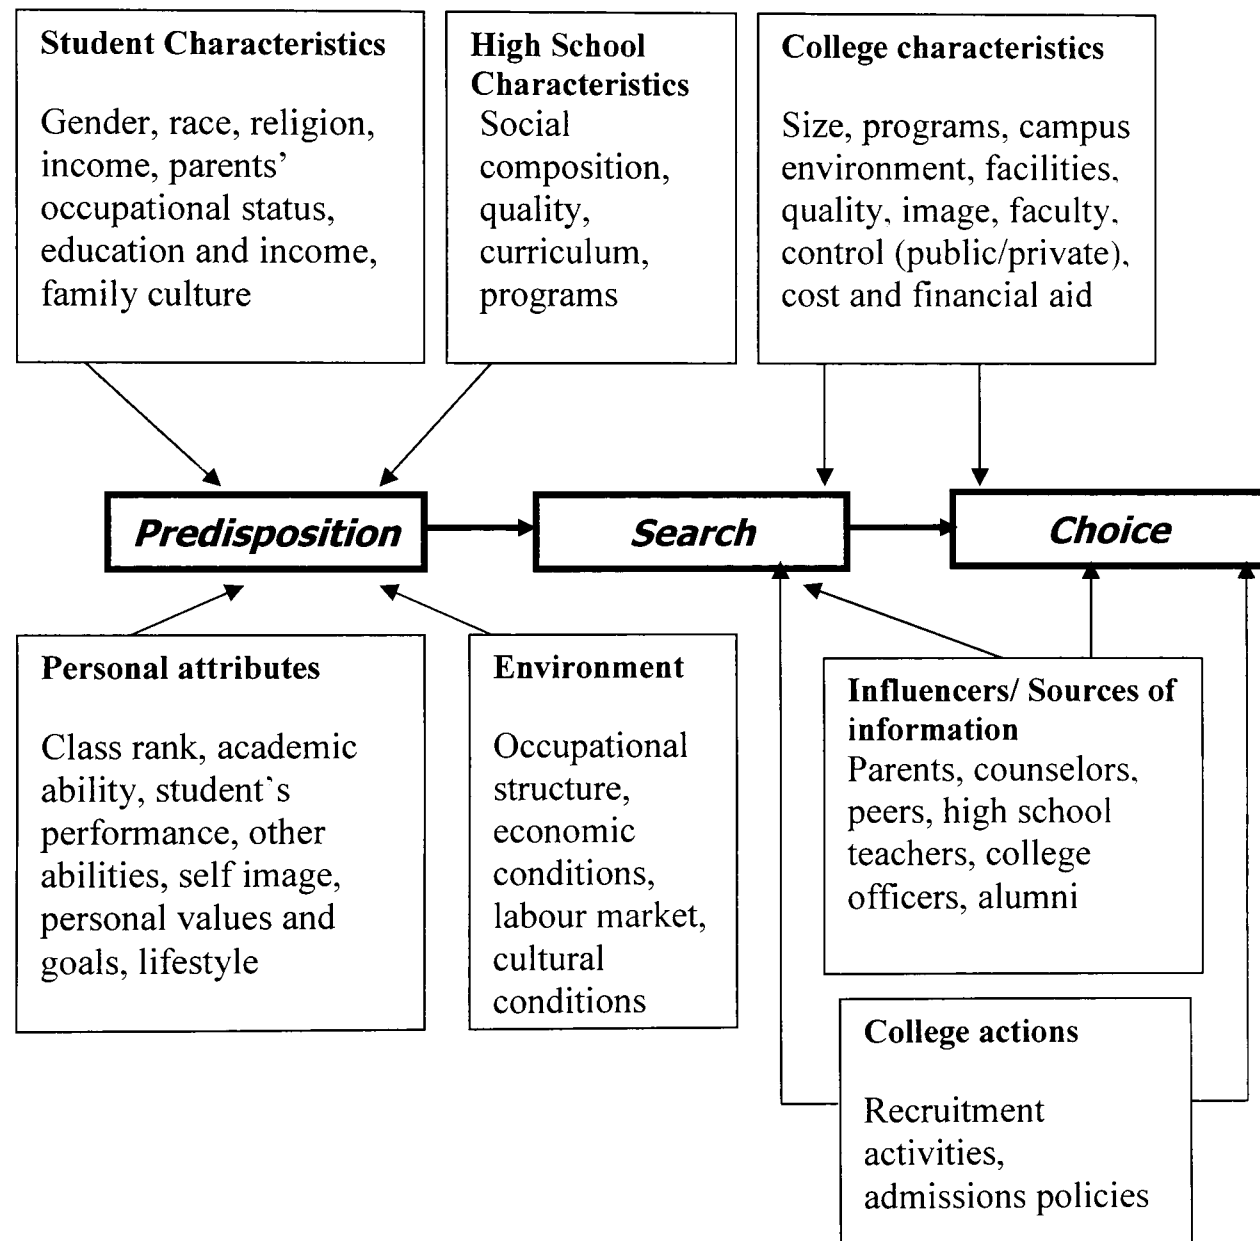 Student Characteristics
Gender, race, religion,
income, parents’
occupational status,
education and income,
family culture
High School
Characteristics
Social
composition,
quality,
curriculum,
programs
College characteristics
Size, programs, campus
environment, facilities,
quality, image, faculty,
control (public/private),
cost and financial aid
Predisposition
Search
Choice
Personal attributes
Class rank, academic
ability, student`s
performance, other
abilities, self image,
personal values and
goals, lifestyle
Environment
Occupational
structure,
economic
conditions,
labour market,
cultural
conditions
Influencers/ Sources of
information
Parents, counselors,
peers, high school
teachers, college
officers, alumni
College actions
Recruitment
activities,
admissions policies